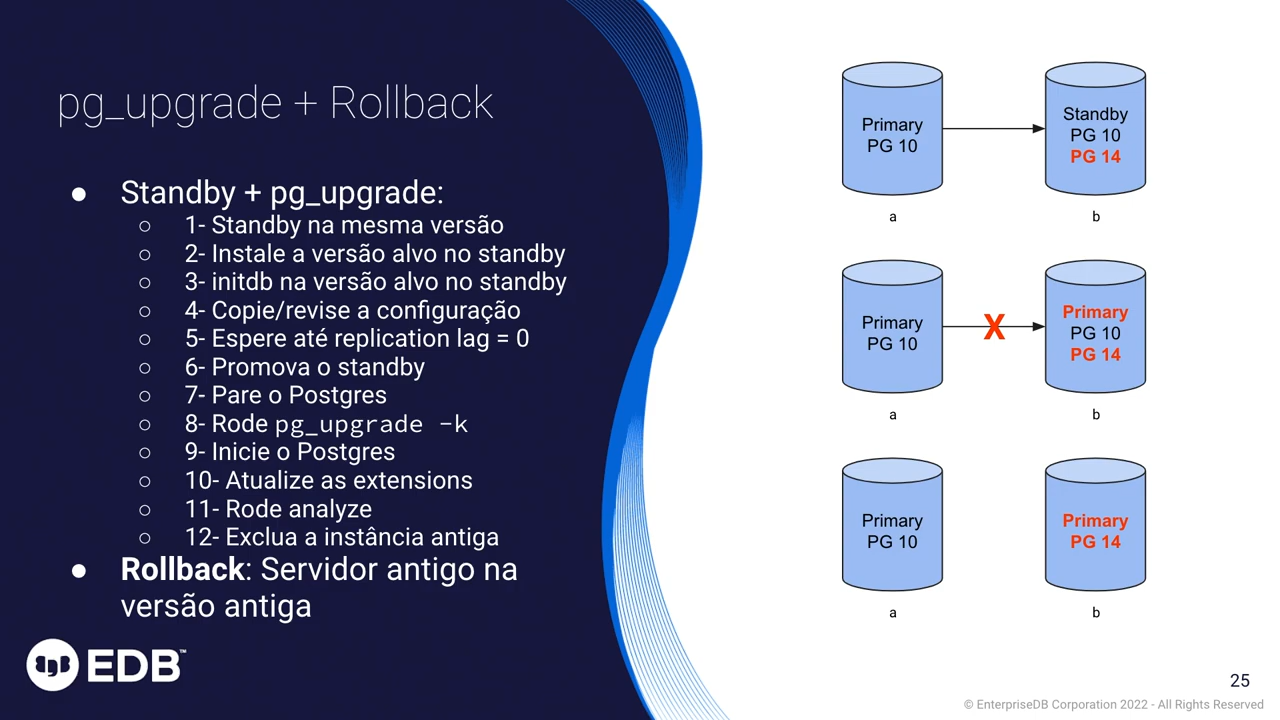 pg_upgrade + Rollback
● Standby + pg_upgrade:
○ 1- Standby na mesma versão
○ 2- Instale a versão alvo no standby
○ 3- initdb na versão alvo no standby
○ 4- Copie/revise a configuração
○ 5- Espere até replication lag = 0
○ 6- Promova o standby
○ 7- Pare o Postgres
○ 8- Rode pg_upgrade -k
○ 9- Inicie o Postgres
○ 10- Atualize as extensions
○ 11- Rode analyze
○ 12- Exclua a instância antiga
● Rollback: Servidor antigo na
versão antiga
EDB™
Primary
PG 10
a
Standby
PG 10
PG 14
b
Primary
PG 10
a
X
Primary
PG 10
PG 14
b
Primary
PG 10
a
Primary
PG 14
b
25
© EnterpriseDB Corporation 2022 - All Rights Reserved